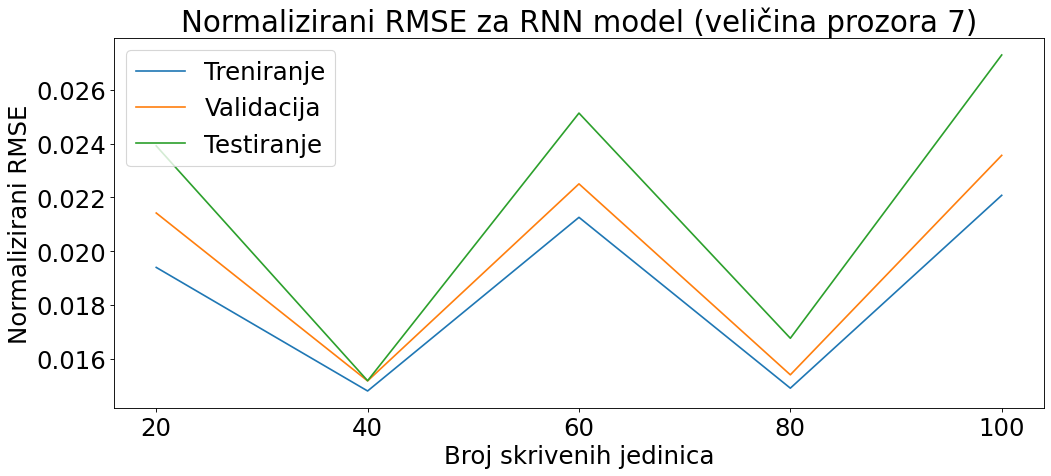 Normalizirani RMSE za RNN model (veličina prozora 7)
Treniranje
Validacija
Testiranje
Normalizirani RMSE
0.026
0.024
0.022
0.020
0.018
0.016
20 40 60 80 100
Broj skrivenih jedinica